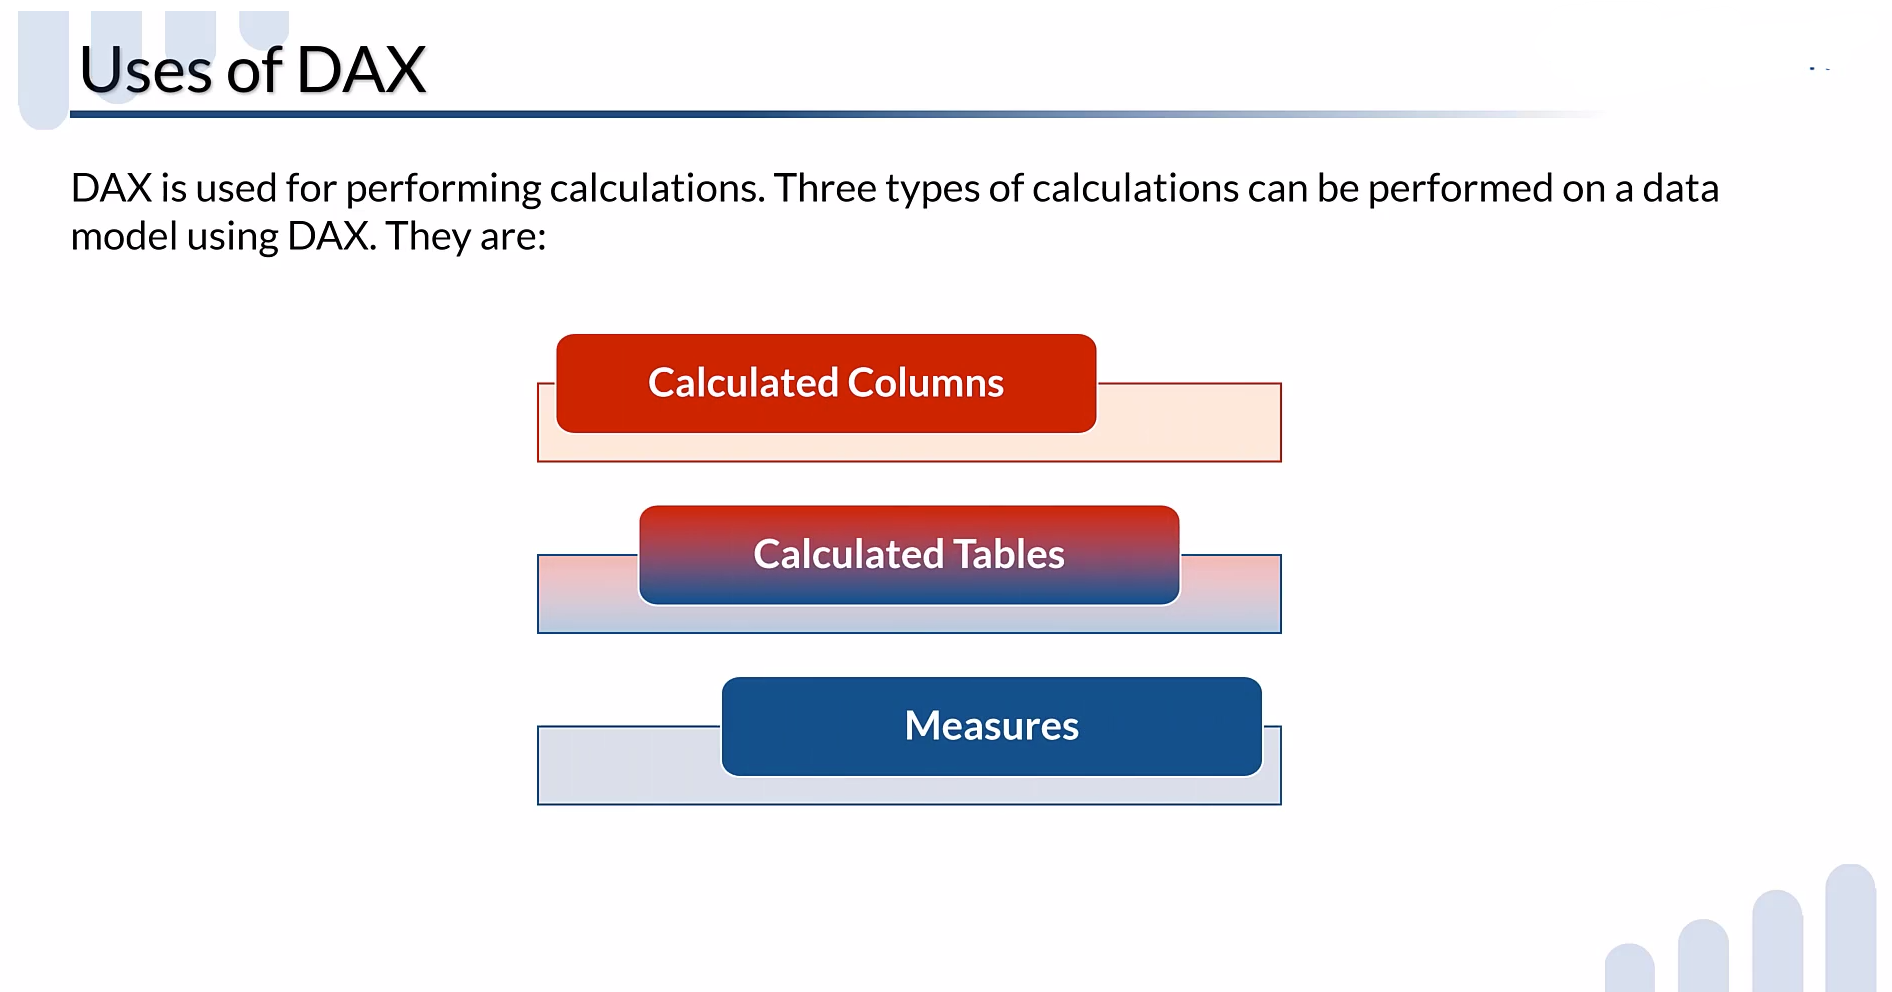 Uses of DAX
DAX is used for performing calculations. Three types of calculations can be performed on a data
model using DAX. They are:
Calculated Columns
Calculated Tables
Measures